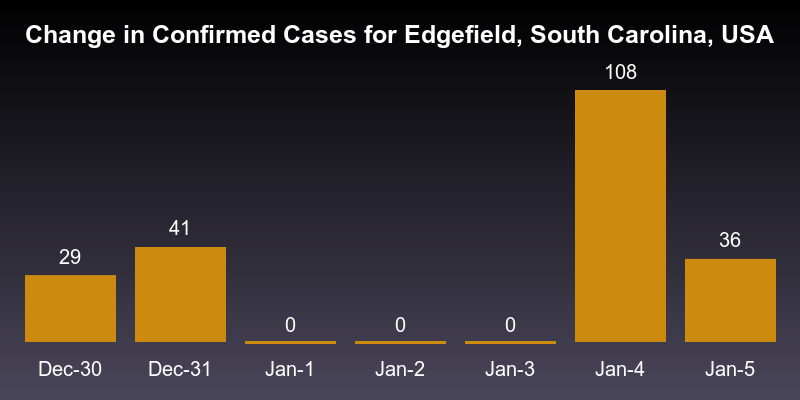 Change in Confirmed Cases for Edgefield, South Carolina, USA
108
41
36
29
0 0 0
Dec-30 Dec-31 Jan-1 Jan-2 Jan-3 Jan-4 Jan-5